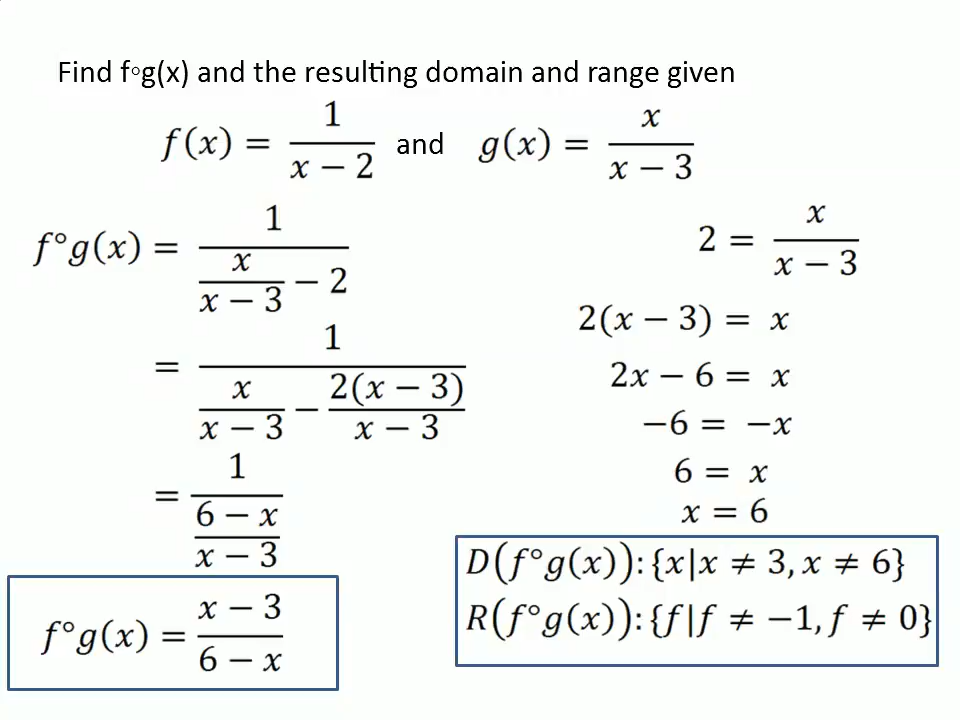 Find f∘g(x) and the resulting domain and range given
f(x) = 1/(x − 2) and g(x) = x/(x − 3)
f°g(x) = 1/(x/(x − 3) − 2)
= 1/(x/(x − 3) − 2(x − 3)/(x − 3))
= 1/((6 − x)/(x − 3))
f°g(x) = (x − 3)/(6 − x)
2 = x/(x − 3)
2(x − 3) = x
2x − 6 = x
−6 = −x
6 = x
x = 6
D(f°g(x)): {x|x ≠ 3, x ≠ 6}
R(f°g(x)): {f|f ≠ −1, f ≠ 0}